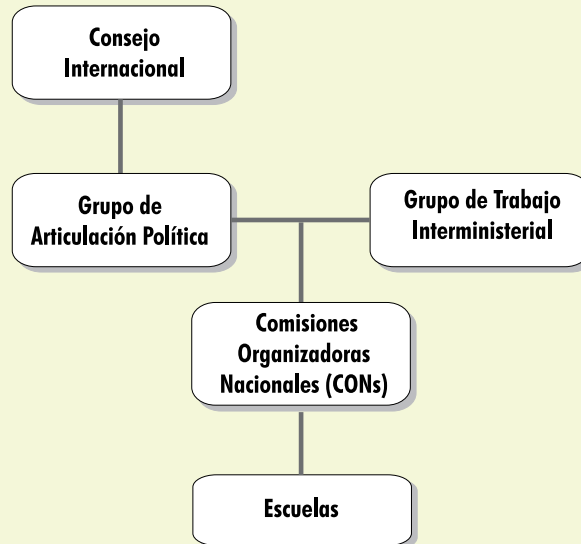 Consejo
Internacional
Grupo de
Articulación Política
Grupo de Trabajo
Interministerial
Comisiones
Organizadoras
Nacionales (CONs)
Escuelas